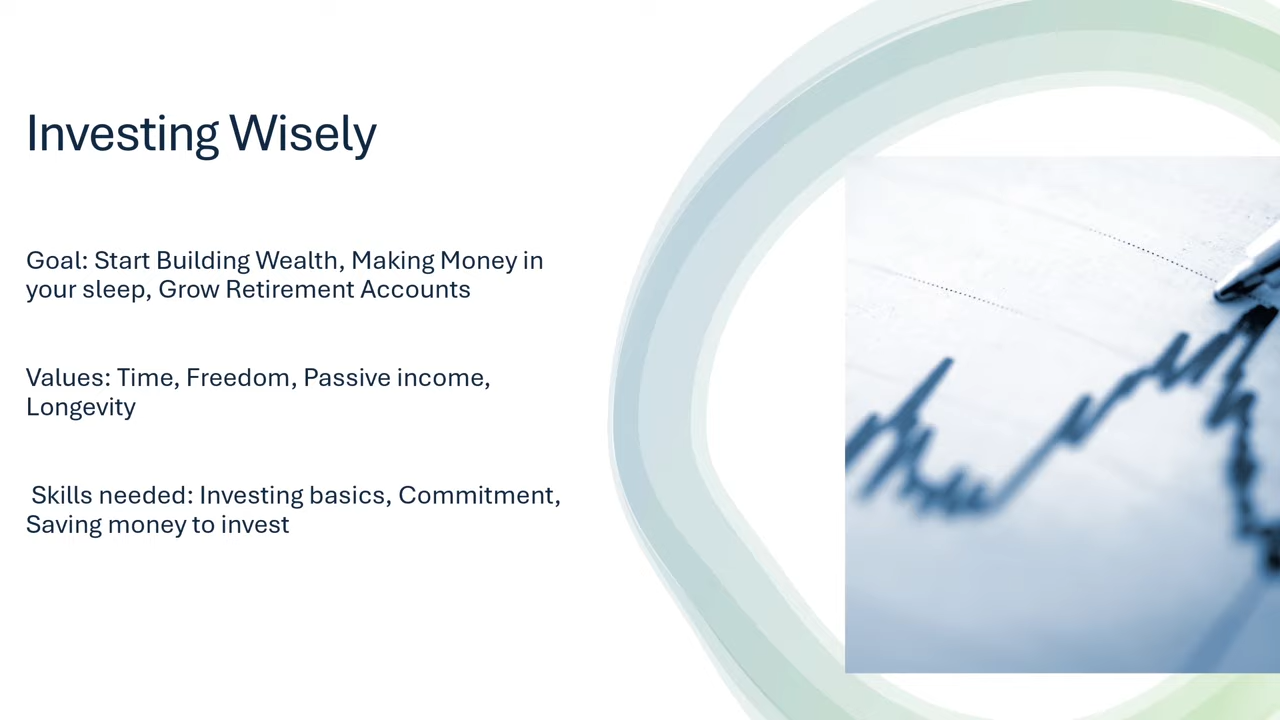 Investing Wisely
Goal: Start Building Wealth, Making Money in
your sleep, Grow Retirement Accounts
Values: Time, Freedom, Passive income,
Longevity
Skills needed: Investing basics, Commitment,
Saving money to invest